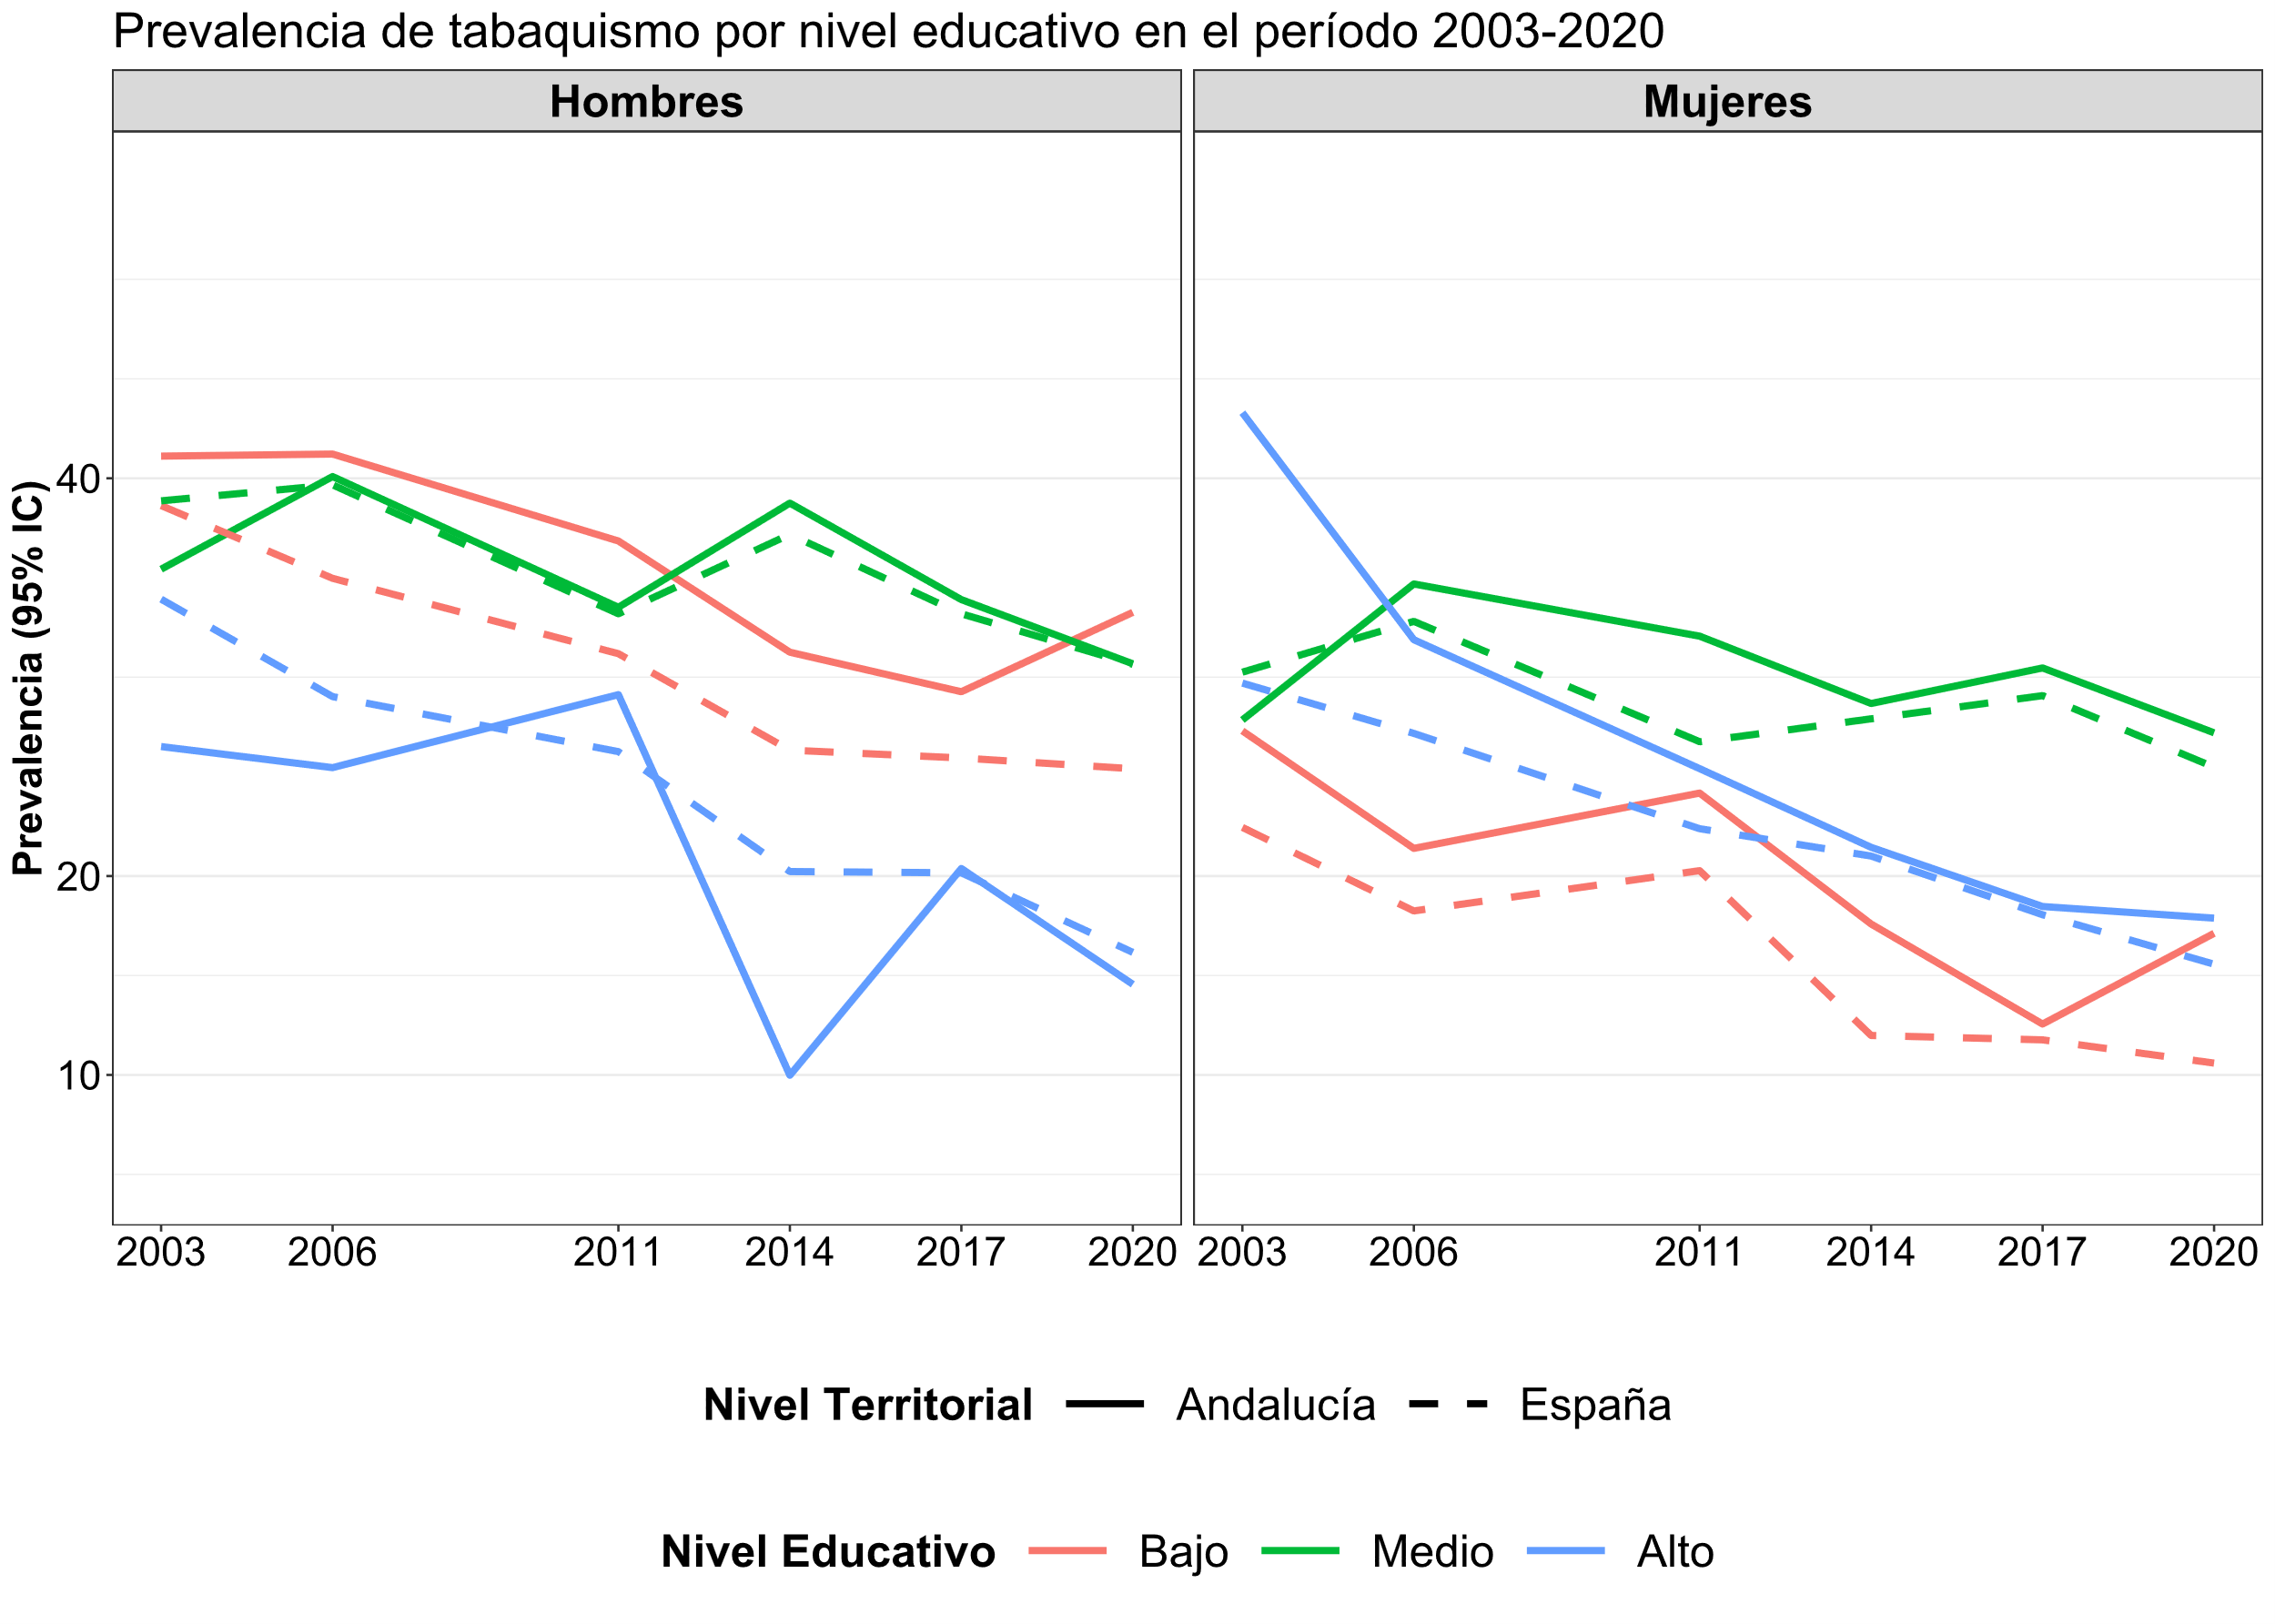 Prevalencia de tabaquismo por nivel educativo en el período 2003-2020
Hombres
Mujeres
Prevalencia (95% IC)
40
20
10
2003 2006 2011 2014 2017 2020
2003 2006 2011 2014 2017 2020
Nivel Territorial Andalucía España
Nivel Educativo Bajo Medio Alto